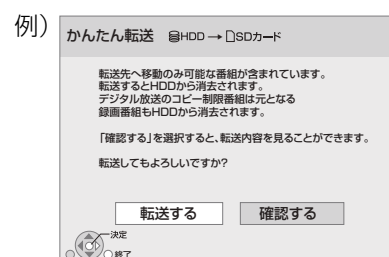 例）
かんたん転送 HDD → SDカード
転送先へ移動のみ可能な番組が含まれています。
転送するとHDDから消去されます。
デジタル放送のコピー制限番組は元となる
録画番組もHDDから消去されます。
「確認する」を選択すると、転送内容を見ることができます。
転送してもよろしいですか?
転送する 確認する
決定
終了